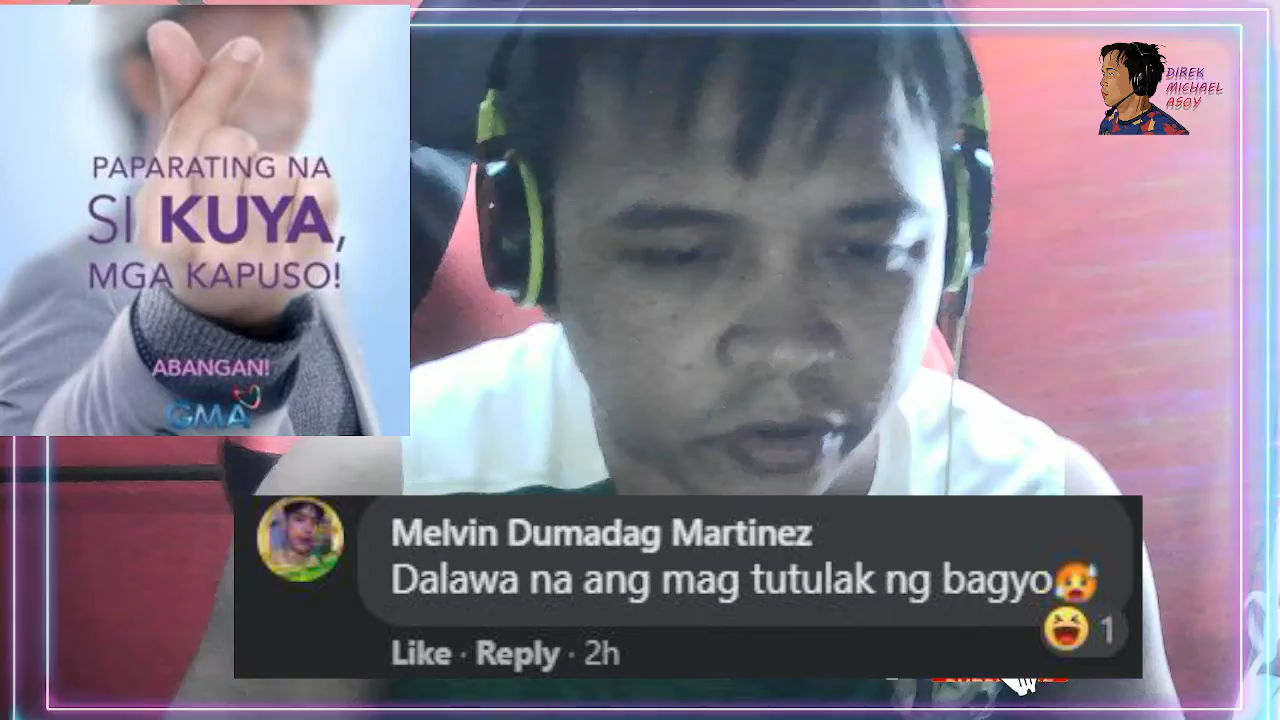 PAPARATING NA
SI KUYA,
MGA KAPUSO!
ABANGAN!
GMA
DIREK
MICHAEL
ASOY
Melvin Dumadag Martinez
Dalawa na ang mag tutulak ng bagyo🥵
😆 1
Like · Reply · 2h